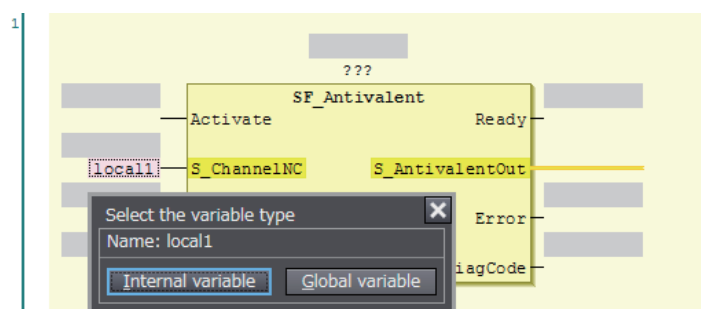 1
???
SF_Antivalent
Activate Ready
local1 S_ChannelNC S_AntivalentOut
Select the variable type
Error
Name: local1
Internal variable Global variable
iagCode